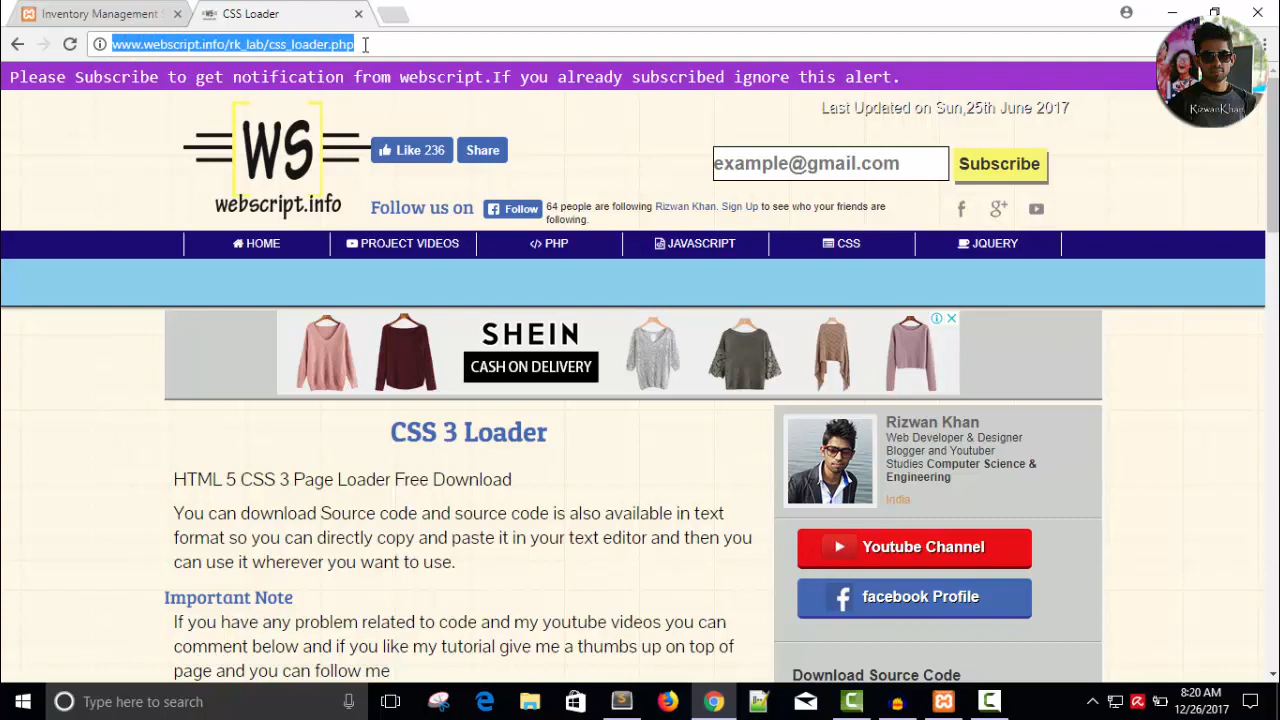 Inventory Management S
CSS Loader
www.webscript.info/rk_lab/css_loader.php
Please Subscribe to get notification from webscript.If you already subscribed ignore this alert.
RizwanKhan
Last Updated on Sun,25th June 2017
WS
webscript.info
Like 236
Share
example@gmail.com
Subscribe
Follow us on
Follow
64 people are following Rizwan Khan. Sign Up to see who your friends are
following.
HOME
PROJECT VIDEOS
PHP
JAVASCRIPT
CSS
JQUERY
SHEIN
CASH ON DELIVERY
CSS 3 Loader
HTML 5 CSS 3 Page Loader Free Download
You can download Source code and source code is also available in text
format so you can directly copy and paste it in your text editor and then you
can use it wherever you want to use.
Important Note
If you have any problem related to code and my youtube videos you can
comment below and if you like my tutorial give me a thumbs up on top of
page and you can follow me
Rizwan Khan
Web Developer & Designer
Blogger and Youtuber
Studies Computer Science &
Engineering
India
Youtube Channel
facebook Profile
Download Source Code
Type here to search
8:20 AM
12/26/2017